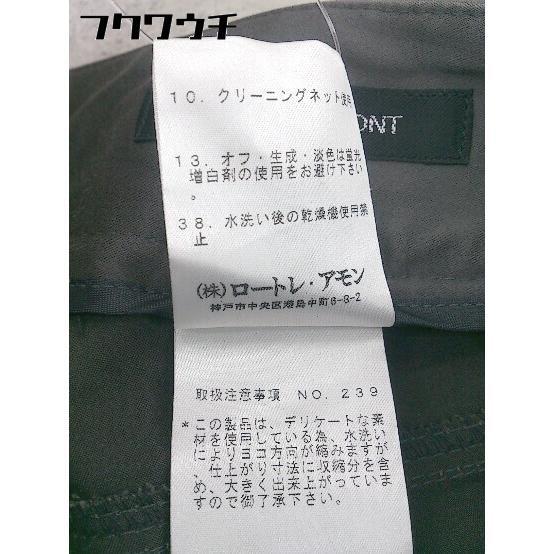 フクワウチ
10. クリーニングネット使用
ONT
13. オフ・生成・淡色は蛍光
増白剤の使用をお避け下さい
。
38. 水洗い後の乾燥機使用禁
止
(株)ロートレ・アモン
神戸市中央区港島中町6-8-2
取扱注意事項 NO. 239
*この製品は、デリケートな素
材を使用している為、水洗い
によりヨコ方向が縮みますが
、仕上がり寸法に収縮分を含
め、大きく出来上がっていま
すので御了承下さい。